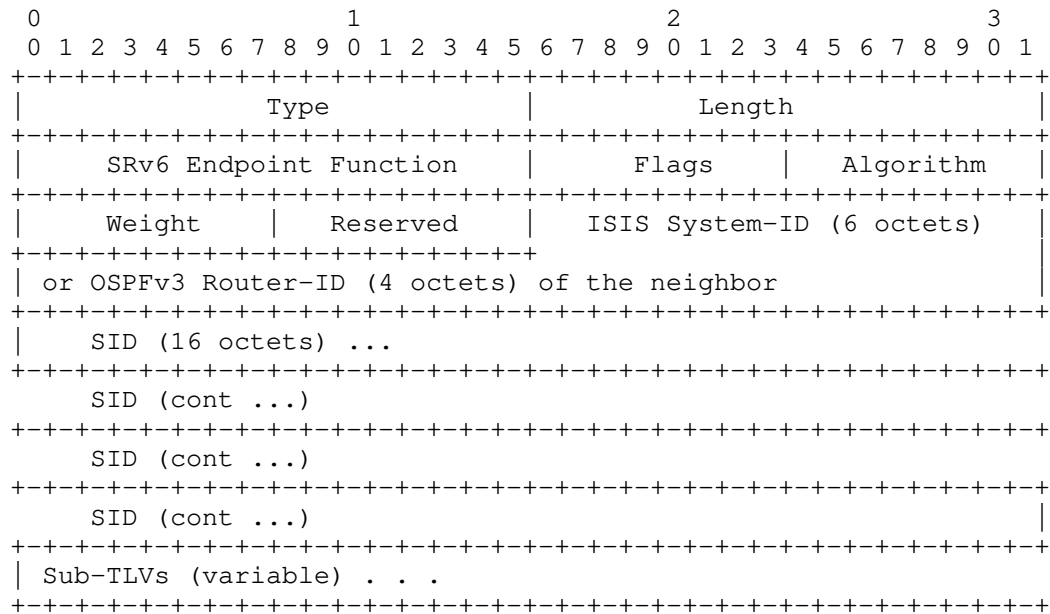 0                   1                   2                   3
 0 1 2 3 4 5 6 7 8 9 0 1 2 3 4 5 6 7 8 9 0 1 2 3 4 5 6 7 8 9 0 1
+-+-+-+-+-+-+-+-+-+-+-+-+-+-+-+-+-+-+-+-+-+-+-+-+-+-+-+-+-+-+-+-+
|               Type            |          Length               |
+-+-+-+-+-+-+-+-+-+-+-+-+-+-+-+-+-+-+-+-+-+-+-+-+-+-+-+-+-+-+-+-+
|     SRv6 Endpoint Function    |      Flags    |   Algorithm   |
+-+-+-+-+-+-+-+-+-+-+-+-+-+-+-+-+-+-+-+-+-+-+-+-+-+-+-+-+-+-+-+-+
|     Weight    |   Reserved    |   ISIS System-ID (6 octets)   |
+-+-+-+-+-+-+-+-+-+-+-+-+-+-+-+-+                               |
| or OSPFv3 Router-ID (4 octets) of the neighbor                |
+-+-+-+-+-+-+-+-+-+-+-+-+-+-+-+-+-+-+-+-+-+-+-+-+-+-+-+-+-+-+-+-+
|    SID (16 octets) ...
+-+-+-+-+-+-+-+-+-+-+-+-+-+-+-+-+-+-+-+-+-+-+-+-+-+-+-+-+-+-+-+-+
     SID (cont ...)
+-+-+-+-+-+-+-+-+-+-+-+-+-+-+-+-+-+-+-+-+-+-+-+-+-+-+-+-+-+-+-+-+
     SID (cont ...)
+-+-+-+-+-+-+-+-+-+-+-+-+-+-+-+-+-+-+-+-+-+-+-+-+-+-+-+-+-+-+-+-+
     SID (cont ...)                                             |
+-+-+-+-+-+-+-+-+-+-+-+-+-+-+-+-+-+-+-+-+-+-+-+-+-+-+-+-+-+-+-+-+
| Sub-TLVs (variable) . . .
+-+-+-+-+-+-+-+-+-+-+-+-+-+-+-+-+-+-+-+-+-+-+-+-+-+-+-+-+-+-+-+-+